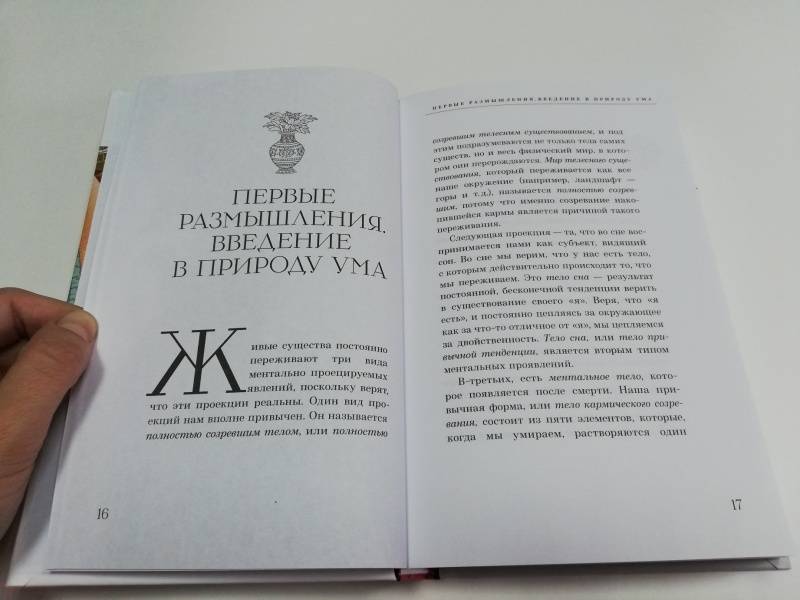 ПЕРВЫЕ
РАЗМЫШЛЕНИЯ.
ВВЕДЕНИЕ
В ПРИРОДУ УМА
Живые существа постоянно
переживают три вида
ментально проецируемых
явлений, поскольку верят,
что эти проекции реальны. Один вид про-
екций нам вполне привычен. Он называется
полностью созревшим телом, или полностью
16
ПЕРВЫЕ РАЗМЫШЛЕНИЯ. ВВЕДЕНИЕ В ПРИРОДУ УМА
созревшим телесным существованием, и под
этим подразумеваются не только тела самих
существ, но и весь физический мир, в кото-
ром они перерождаются. Мир телесного суще-
ствования, который переживается как все
наше окружение (например, ландшафт —
горы и т. д.), называется полностью созрев-
шим, потому что именно созревание нако-
пившейся кармы является причиной такого
переживания.
Следующая проекция — та, что во сне вос-
принимается нами как субъект, видящий
сон. Во сне мы верим, что у нас есть тело,
с которым действительно происходит то, что
мы переживаем. Это тело сна — результат
постоянной, бесконечной тенденции верить
в существование своего «я». Веря, что «я
есть», и постоянно цепляясь за окружающее
как за что-то отличное от «я», мы цепляемся
за двойственность. Тело сна, или тело при-
вычной тенденции, является вторым типом
ментальных проявлений.
В-третьих, есть ментальное тело, кото-
рое появляется после смерти. Наша при-
вычная форма, или тело кармического созре-
вания, состоит из пяти элементов, которые,
когда мы умираем, растворяются один
17